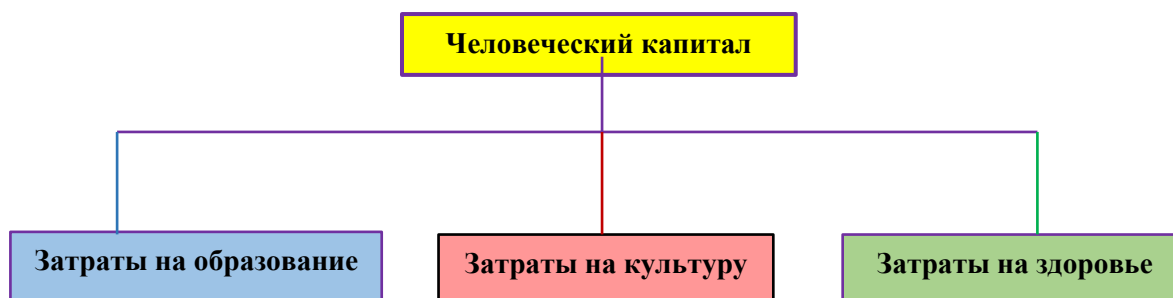 Человеческий капитал
Затраты на образование
Затраты на культуру
Затраты на здоровье